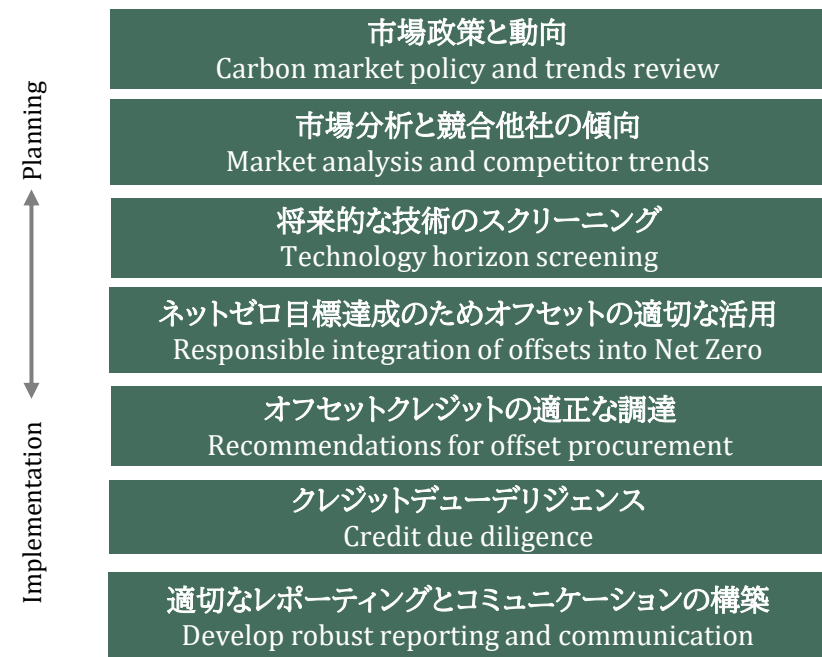 市場政策と動向
Carbon market policy and trends review
市場分析と競合他社の傾向
Market analysis and competitor trends
将来的な技術のスクリーニング
Technology horizon screening
ネットゼロ目標達成のためオフセットの適切な活用
Responsible integration of offsets into Net Zero
オフセットクレジットの適正な調達
Recommendations for offset procurement
クレジットデューデリジェンス
Credit due diligence
適切なレポーティングとコミュニケーションの構築
Develop robust reporting and communication
Planning
Implementation